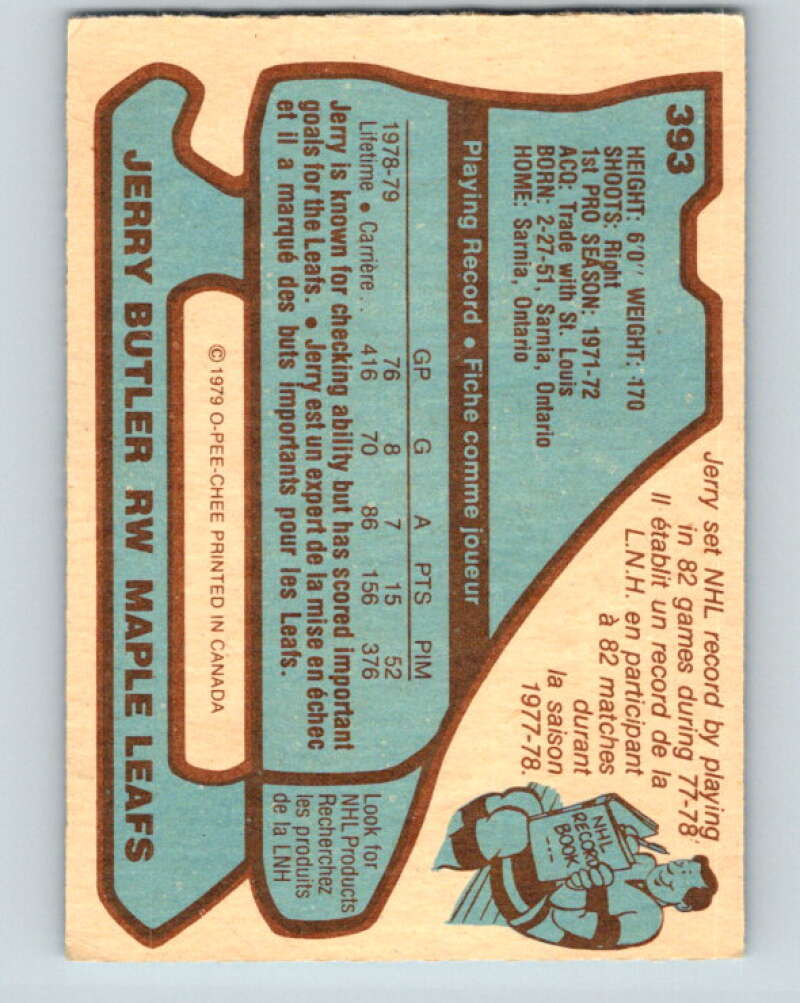 393
HEIGHT: 6'0" WEIGHT: 170
SHOOTS: Right
1st PRO SEASON: 1971-72
ACQ: Trade with St. Louis
BORN: 2-27-51, Sarnia, Ontario
HOME: Sarnia, Ontario
Jerry set NHL record by playing
in 82 games during 77-78.
Il établit un record de la
L.N.H. en participant
à 82 matches
durant
la saison
1977-78.
NHL
RECORD
BOOK
Playing Record • Fiche comme joueur
GP G A PTS PIM
1978-79 76 8 7 15 52
Lifetime • Carrière . . 416 70 86 156 376
Jerry is known for checking ability but has scored important
goals for the Leafs. • Jerry est un expert de la mise en échec
et il a marqué des buts importants pour les Leafs.
Look for
NHL Products
Recherchez
les produits
de la LNH
© 1979 O-PEE-CHEE PRINTED IN CANADA
JERRY BUTLER RW MAPLE LEAFS